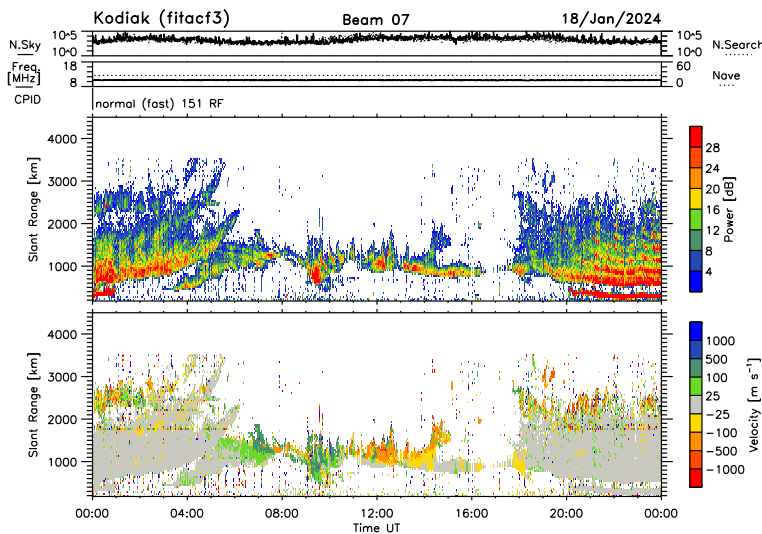 Kodiak (fitacf3) Beam 07 18/Jan/2024
N.Sky 10^5 10^0 10^5 10^0 N.Search
Freq. [MHz] 18 8 60 0 Nave
CPID normal (fast) 151 RF
4000
3000
2000
1000
Slant Range [km]
28
24
20
16
12
8
4
Power [dB]
4000
3000
2000
1000
Slant Range [km]
1000
500
100
25
-25
-100
-500
-1000
Velocity [m s^-1]
00:00 04:00 08:00 12:00 16:00 20:00 00:00
Time UT